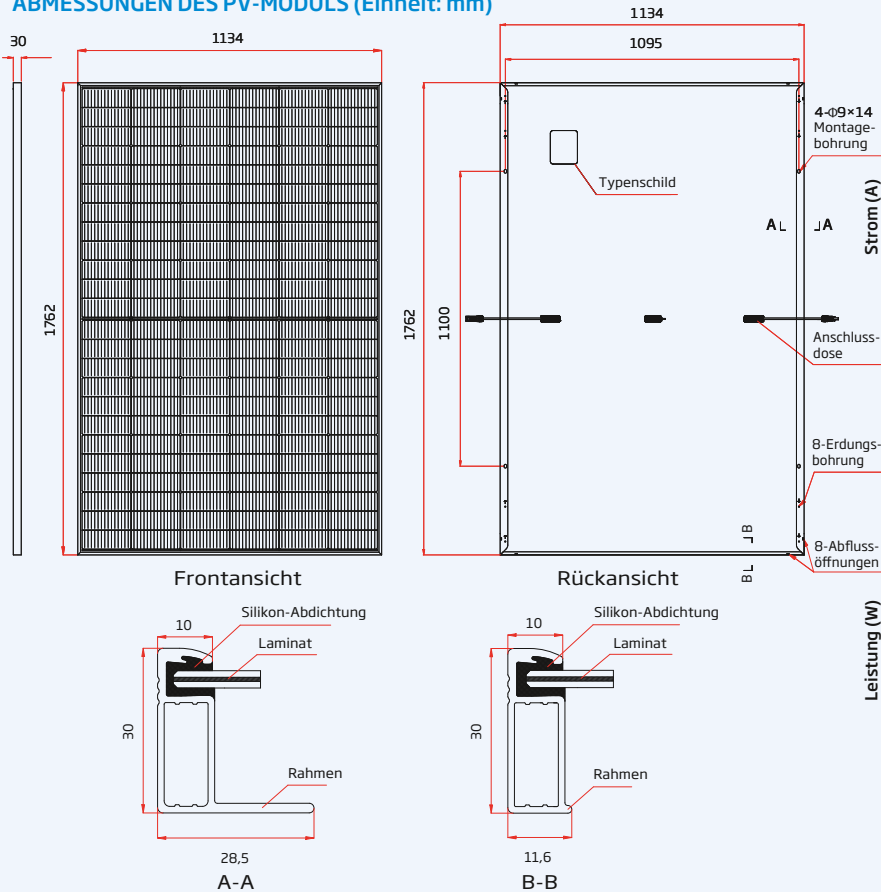 ABMESSUNGEN DES PV-MODULS (Einheit: mm)
30
1134
1762
Frontansicht
1134
1095
1762
1100
4-Φ9×14
Montage-
bohrung
Typenschild
A
A
Anschluss-
dose
8-Erdungs-
bohrung
B
B
8-Abfluss-
öffnungen
Rückansicht
Strom (A)
Leistung (W)
10
Silikon-Abdichtung
Laminat
30
Rahmen
28,5
A-A
10
Silikon-Abdichtung
Laminat
30
Rahmen
11,6
B-B